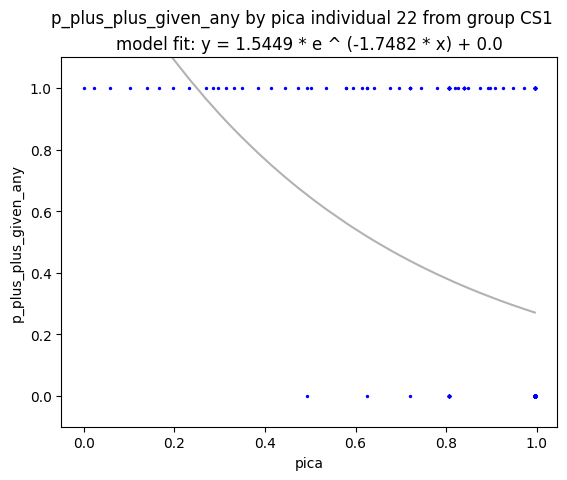 p_plus_plus_given_any by pica individual 22 from group CS1
model fit: y = 1.5449 * e ^ (-1.7482 * x) + 0.0
1.0
0.8
0.6
0.4
0.2
0.0
p_plus_plus_given_any
0.0 0.2 0.4 0.6 0.8 1.0
pica